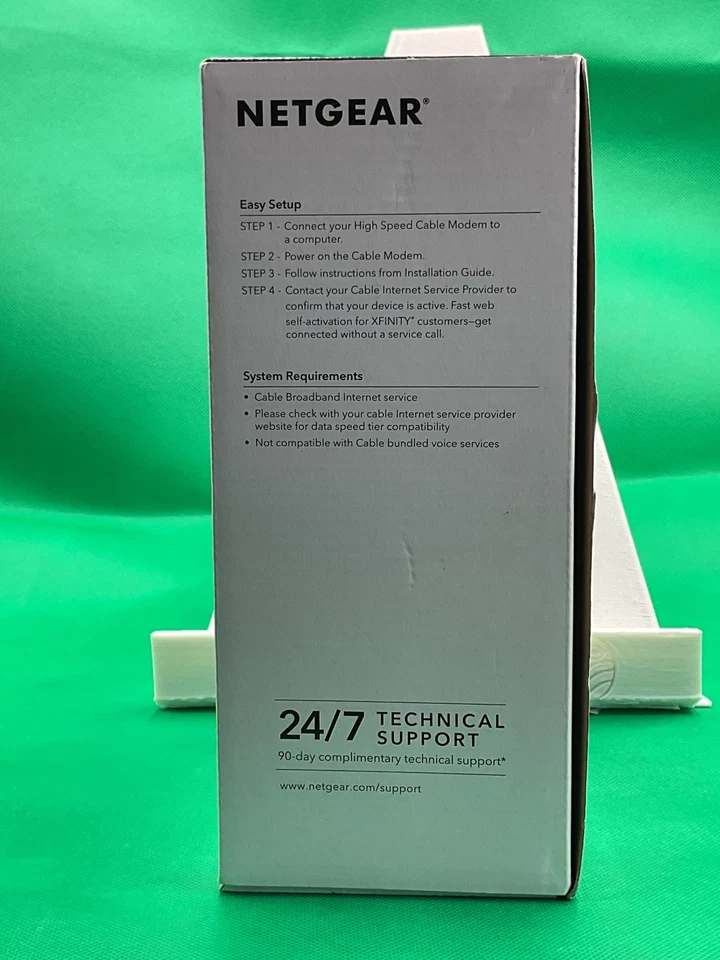 NETGEAR®
Easy Setup
STEP 1 - Connect your High Speed Cable Modem to
a computer.
STEP 2 - Power on the Cable Modem.
STEP 3 - Follow instructions from Installation Guide.
STEP 4 - Contact your Cable Internet Service Provider to
confirm that your device is active. Fast web
self-activation for XFINITY® customers—get
connected without a service call.
System Requirements
• Cable Broadband Internet service
• Please check with your cable Internet service provider
website for data speed tier compatibility
• Not compatible with Cable bundled voice services
24/7 TECHNICAL
SUPPORT
90-day complimentary technical support*
www.netgear.com/support